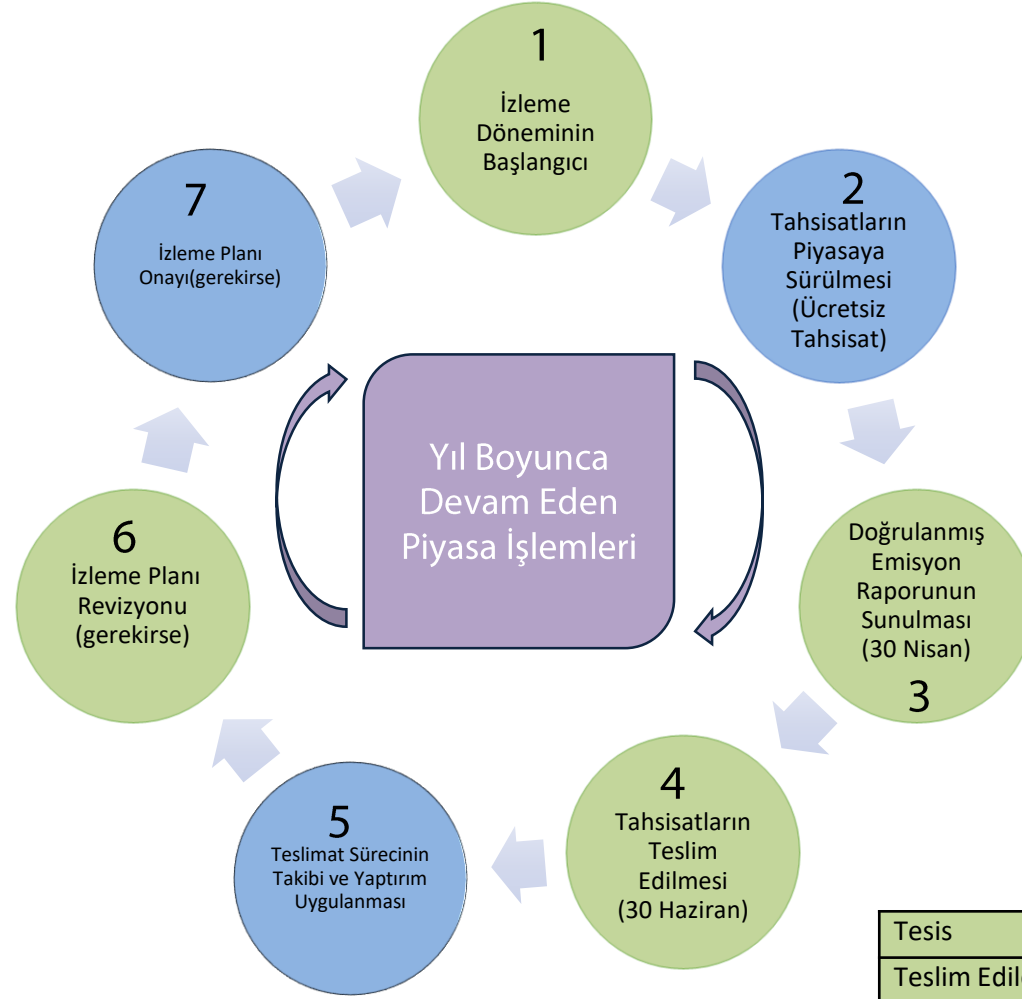 1
İzleme
Döneminin
Başlangıcı
2
Tahsisatların
Piyasaya
Sürülmesi
(Ücretsiz
Tahsisat)
Doğrulanmış
Emisyon
Raporunun
Sunulması
(30 Nisan)
3
4
Tahsisatların
Teslim
Edilmesi
(30 Haziran)
5
Teslimat Sürecinin
Takibi ve Yaptırım
Uygulanması
6
İzleme Planı
Revizyonu
(gerekirse)
7
İzleme Planı
Onayı(gerekirse)
Yıl Boyunca
Devam Eden
Piyasa İşlemleri
Tesis
Teslim